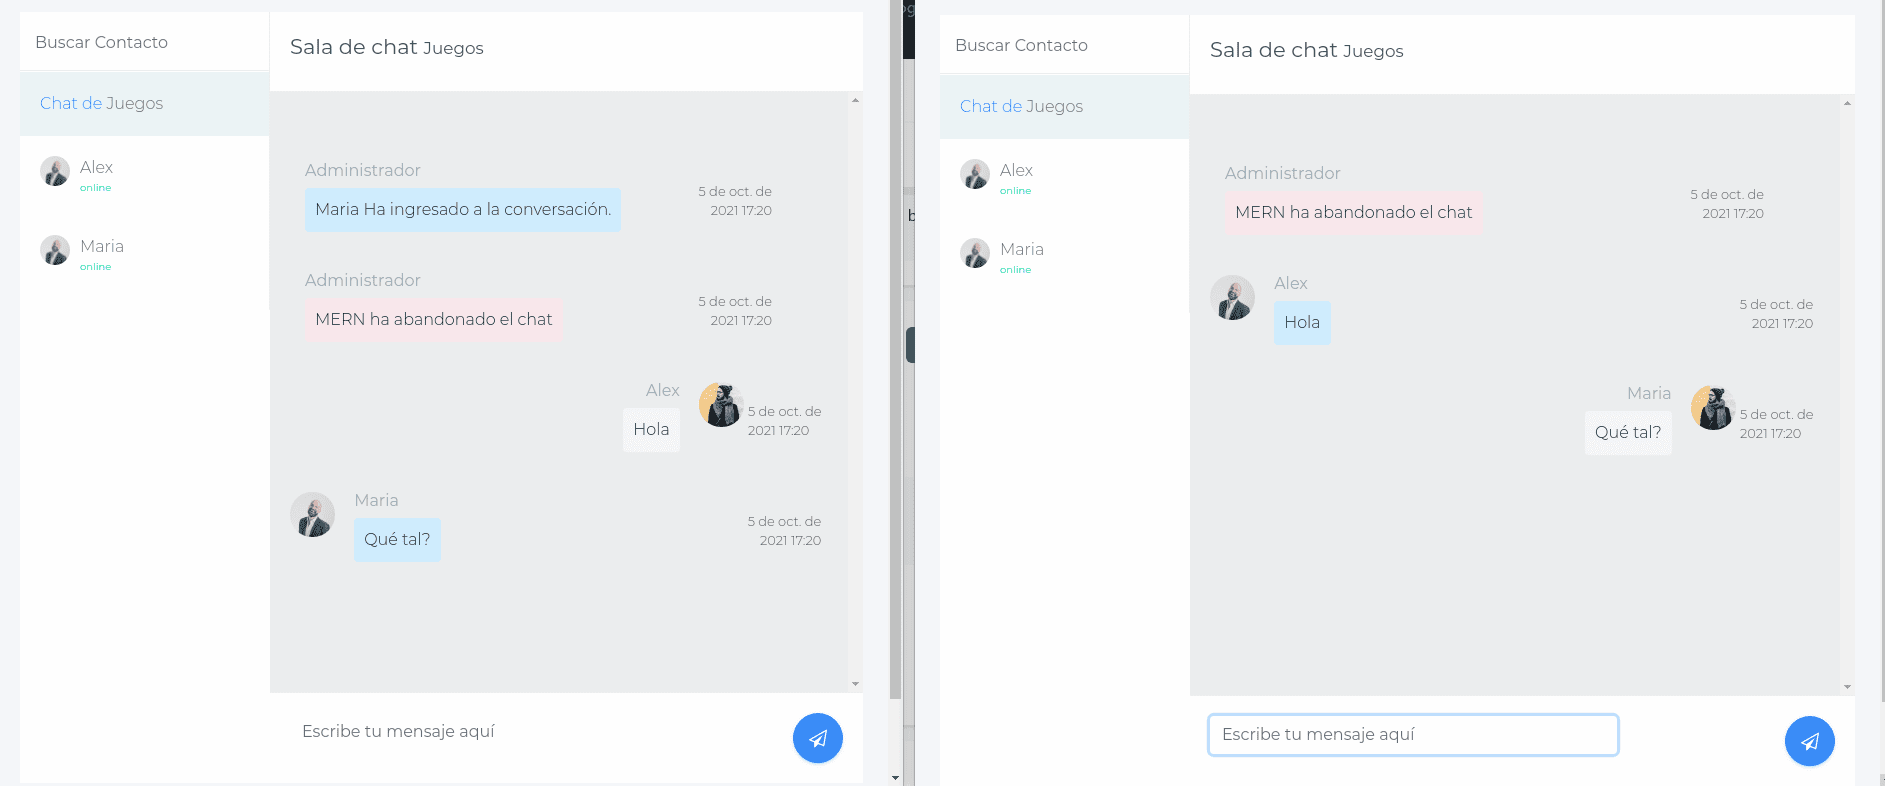 Buscar Contacto
Sala de chat Juegos
Chat de Juegos
Alex
online
Maria
online
Administrador
Maria Ha ingresado a la conversación.
5 de oct. de
2021 17:20
Administrador
MERN ha abandonado el chat
5 de oct. de
2021 17:20
Alex
Hola
5 de oct. de
2021 17:20
Maria
Qué tal?
5 de oct. de
2021 17:20
Escribe tu mensaje aquí
Buscar Contacto
Sala de chat Juegos
Chat de Juegos
Alex
online
Maria
online
Administrador
MERN ha abandonado el chat
5 de oct. de
2021 17:20
Alex
Hola
5 de oct. de
2021 17:20
Maria
Qué tal?
5 de oct. de
2021 17:20
Escribe tu mensaje aquí